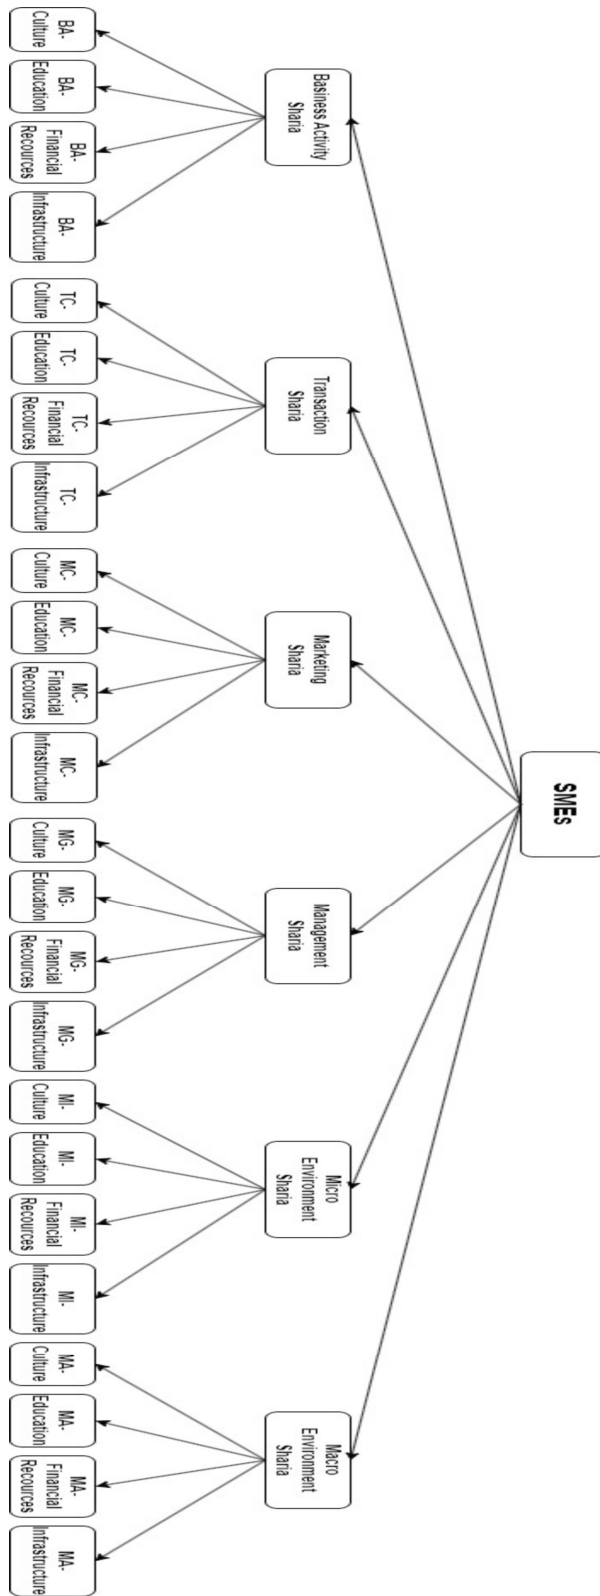 SMEs
Basiness Activity
Sharia
Transaction
Sharia
Marketing
Sharia
Management
Sharia
Micro
Environment
Sharia
Macro
Environment
Sharia
BA-
Culture
BA-
Education
BA-
Financial
Recources
BA-
Infrastructure
TC-
Culture
TC-
Education
TC-
Financial
Recources
TC-
Infrastructure
MC-
Culture
MC-
Education
MC-
Financial
Recources
MC-
Infrastructure
MG-
Culture
MG-
Education
MG-
Financial
Recources
MG-
Infrastructure
MI-
Culture
MI-
Education
MI-
Financial
Recources
MI-
Infrastructure
MA-
Culture
MA-
Education
MA-
Financial
Recources
MA-
Infrastructure